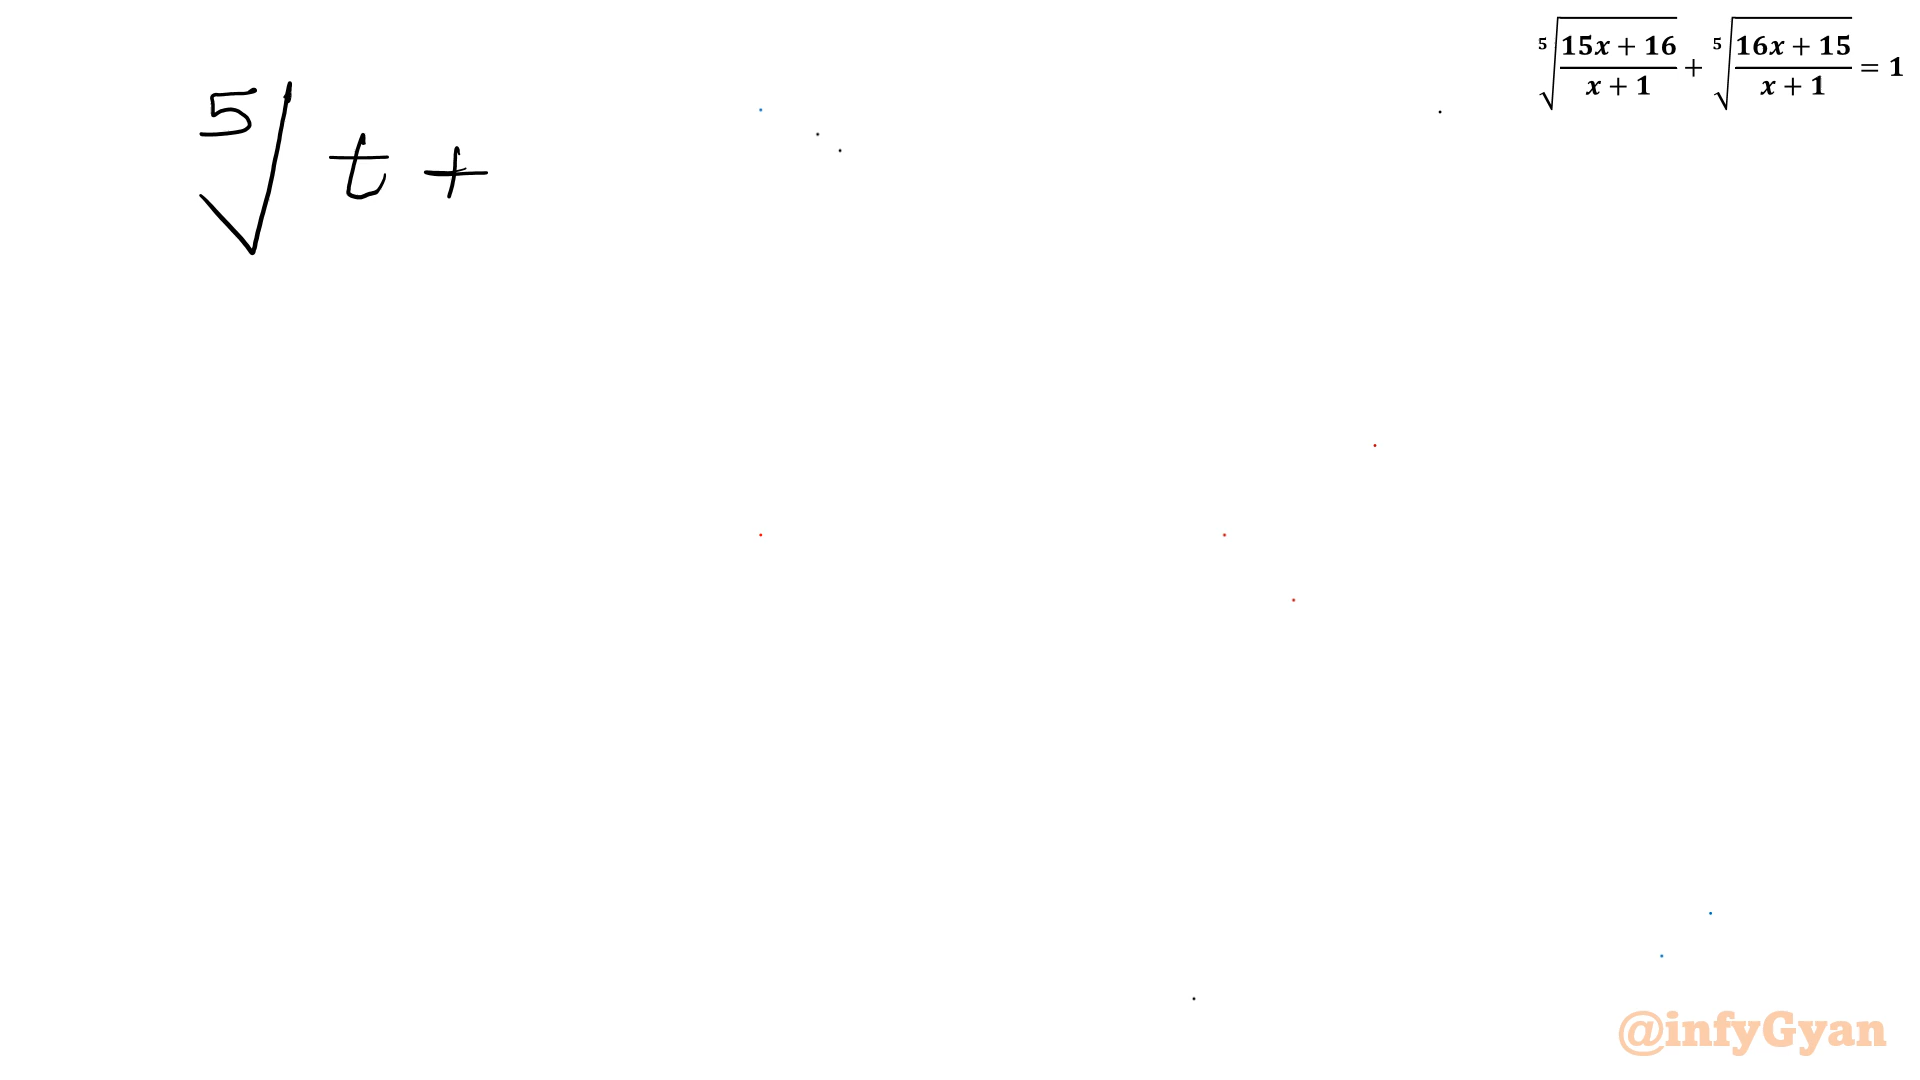 ⁵√((15x + 16)/(x + 1)) + ⁵√((16x + 15)/(x + 1)) = 1
⁵√ t +
@infyGyan